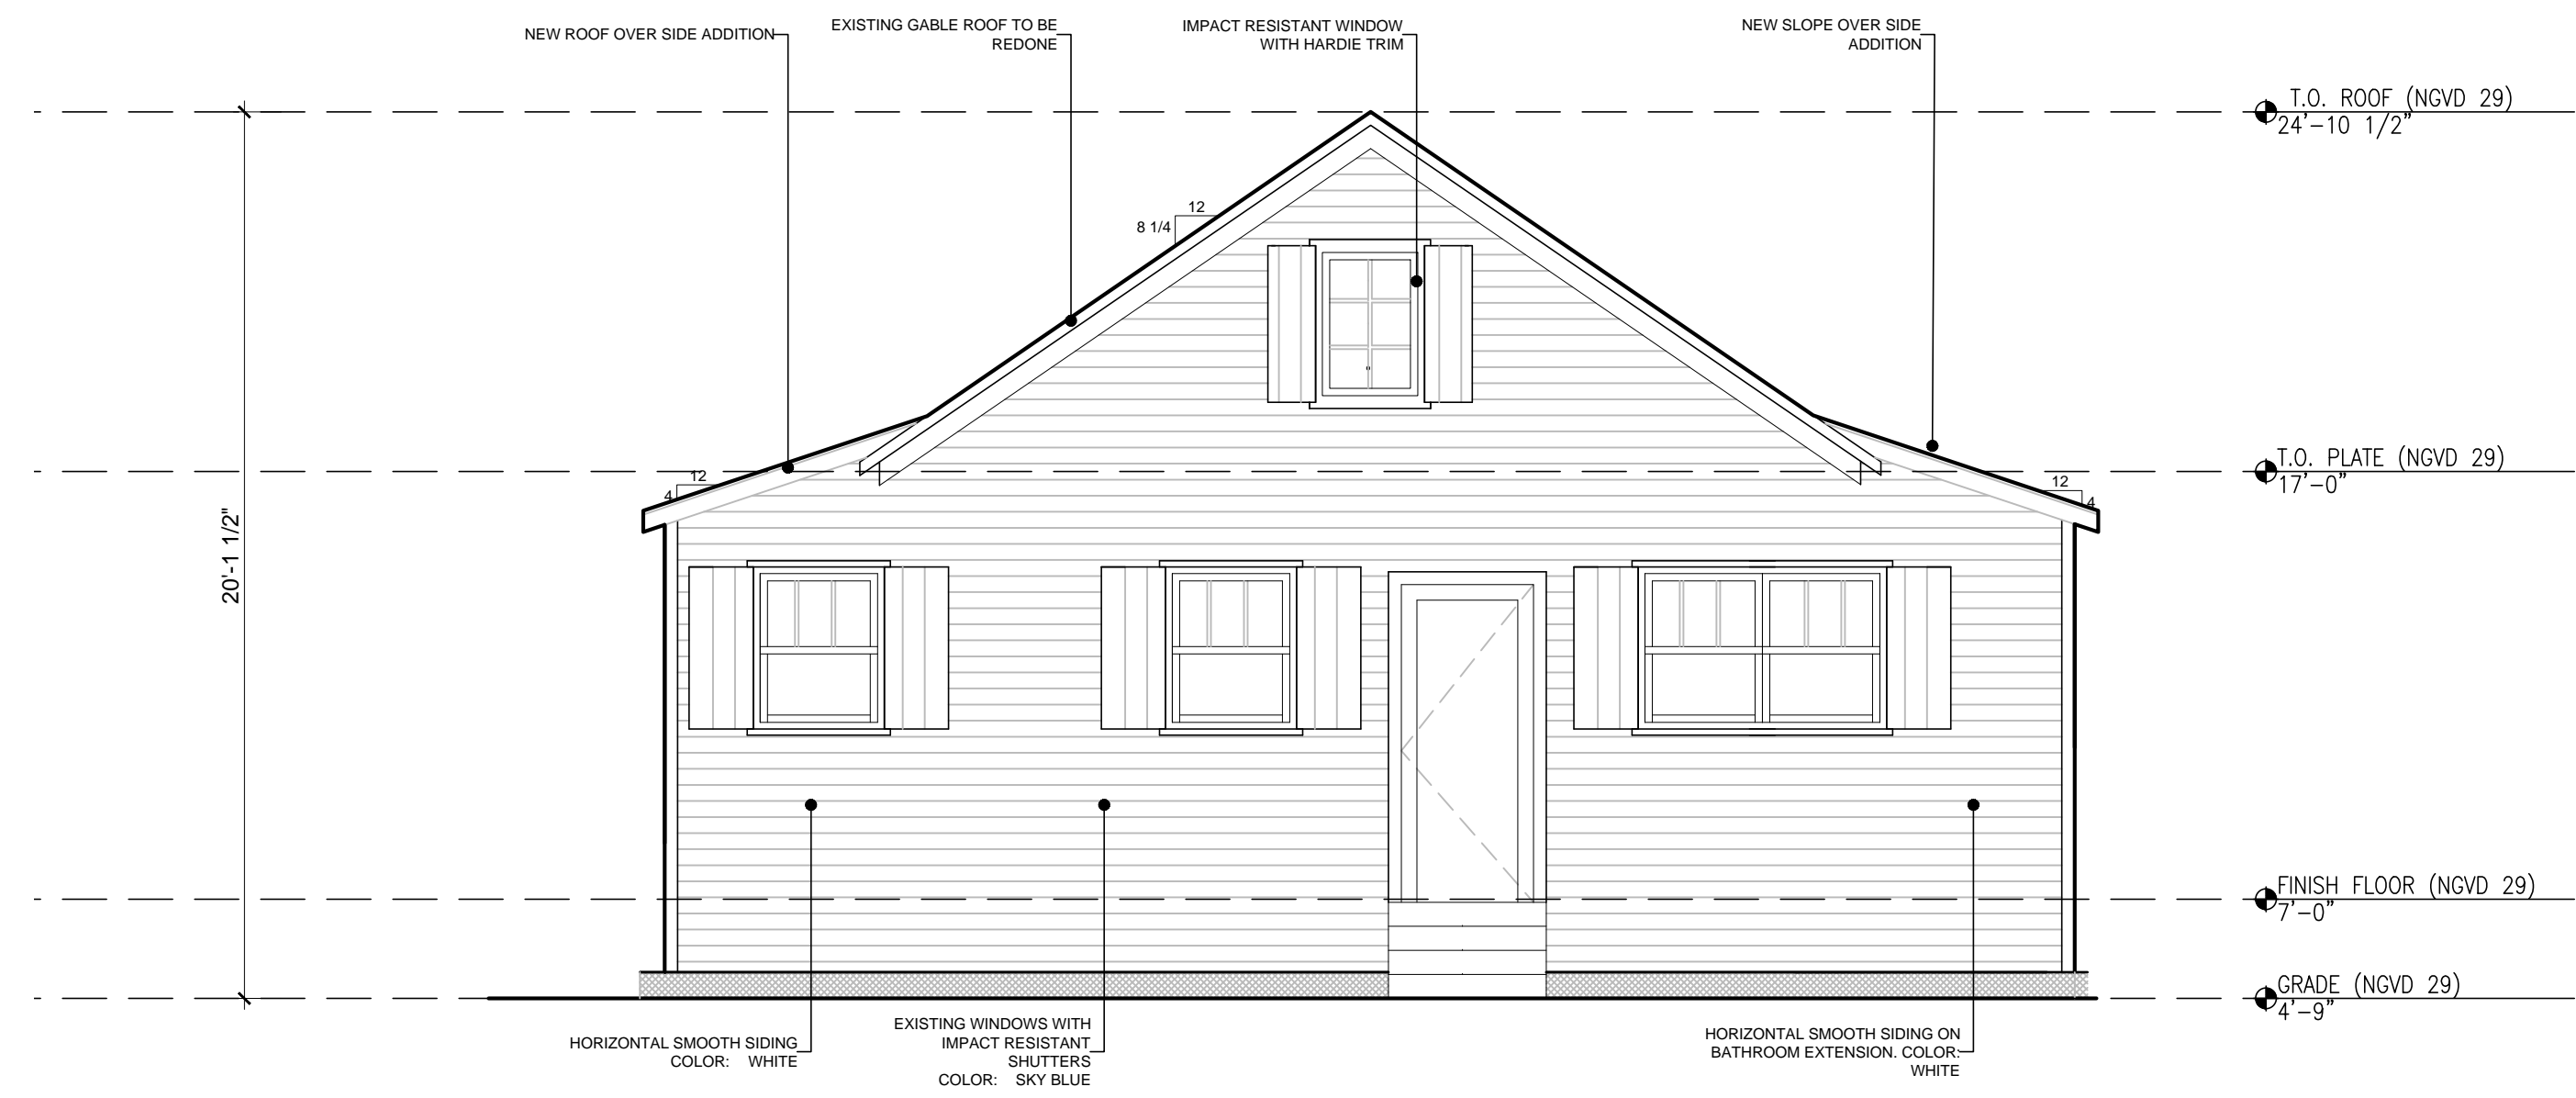 NEW ROOF OVER SIDE ADDITION
EXISTING GABLE ROOF TO BE
REDONE
IMPACT RESISTANT WINDOW
WITH HARDIE TRIM
NEW SLOPE OVER SIDE
ADDITION
T.O. ROOF (NGVD 29)
24'-10 1/2"
12
8 1/4
T.O. PLATE (NGVD 29)
17'-0"
12
4
12
4
20'-1 1/2"
FINISH FLOOR (NGVD 29)
7'-0"
GRADE (NGVD 29)
4'-9"
HORIZONTAL SMOOTH SIDING
COLOR: WHITE
EXISTING WINDOWS WITH
IMPACT RESISTANT
SHUTTERS
COLOR: SKY BLUE
HORIZONTAL SMOOTH SIDING ON
BATHROOM EXTENSION. COLOR:
WHITE